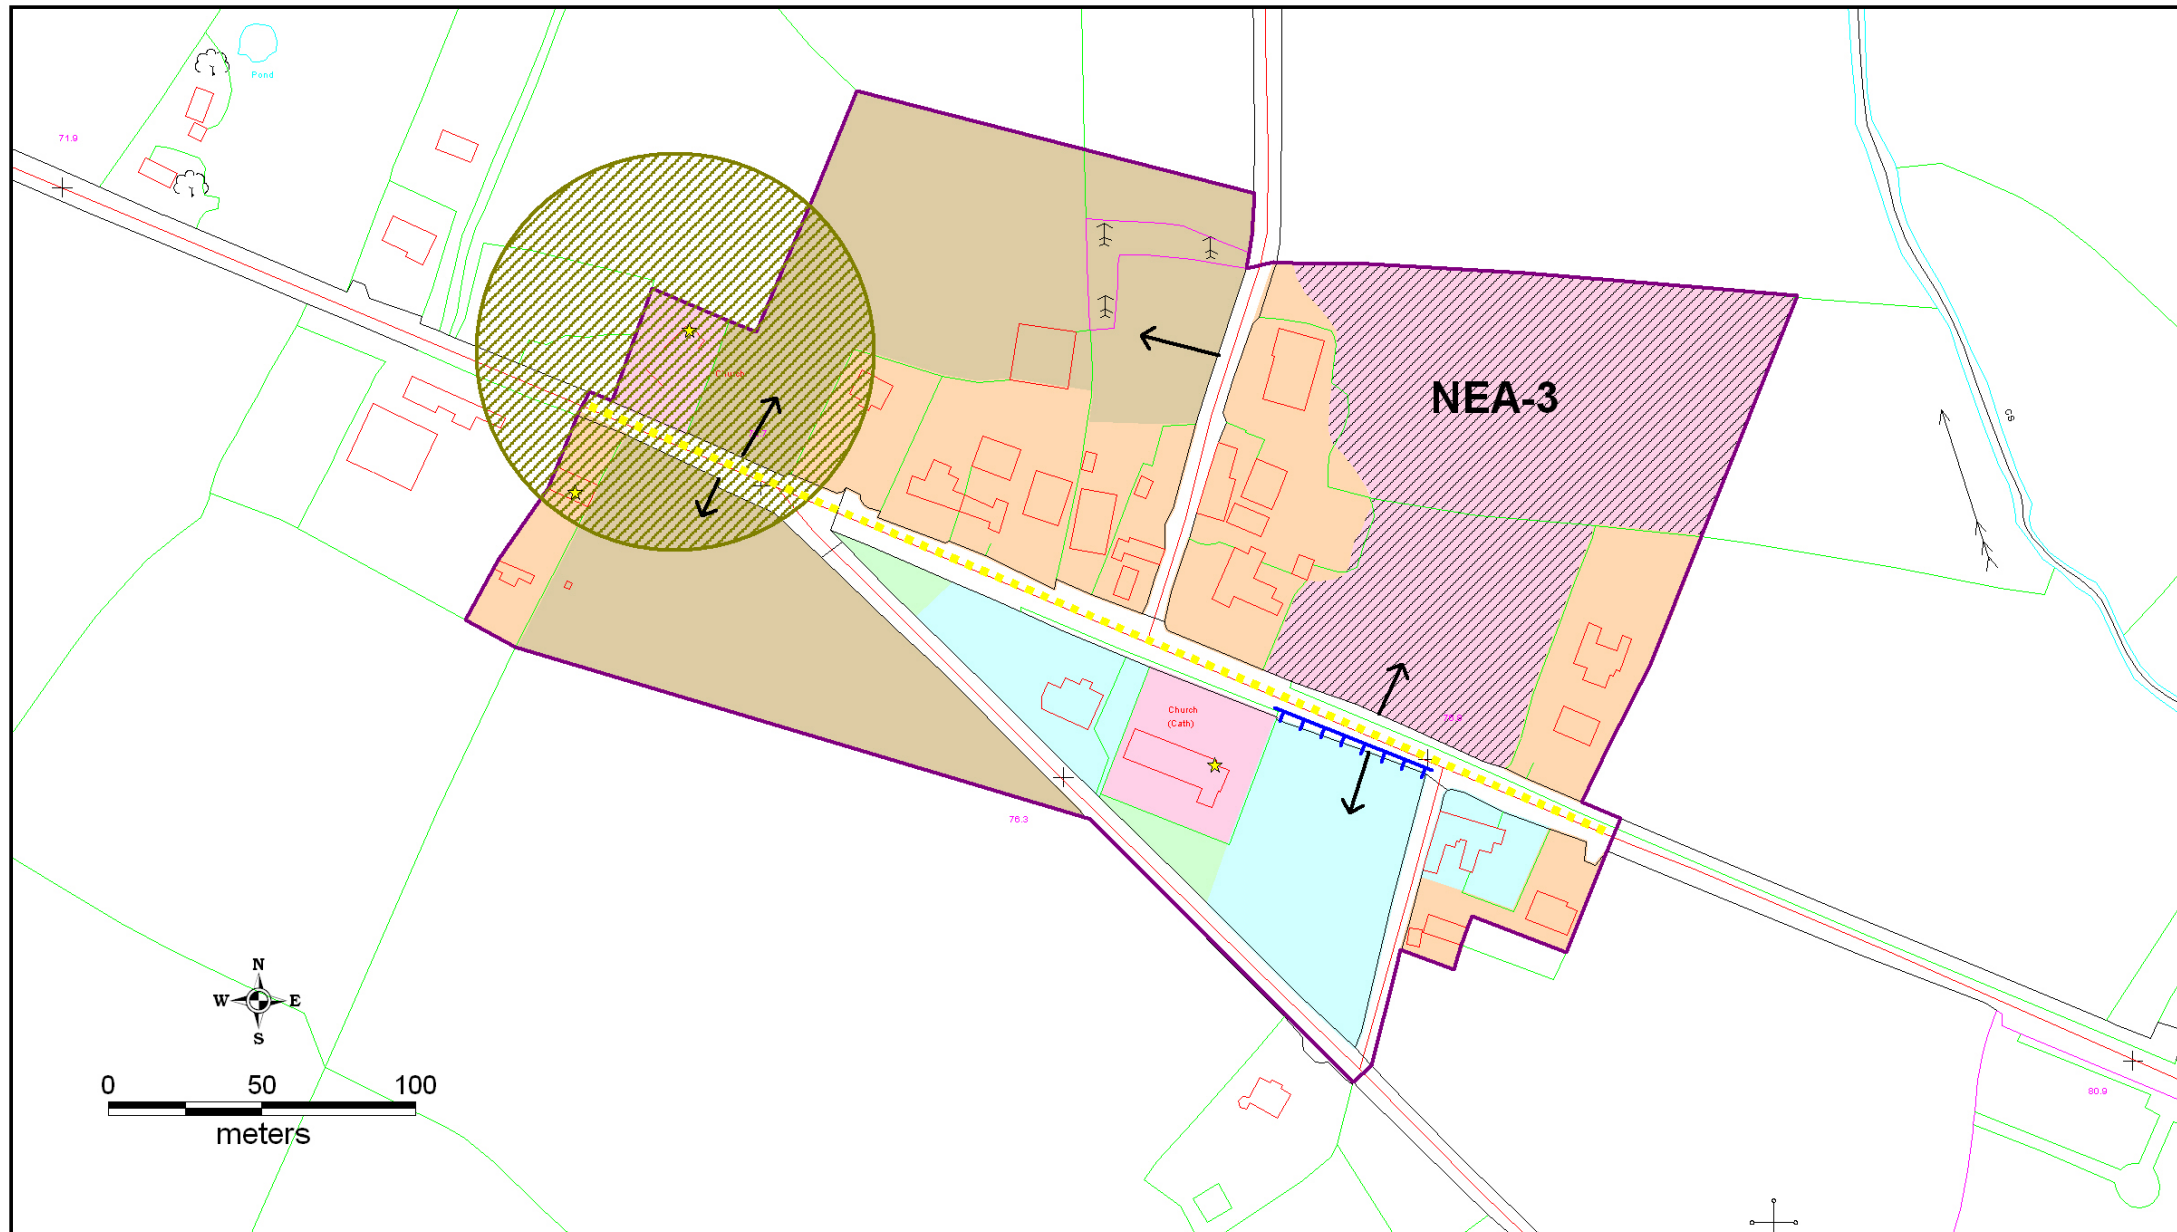 Pond
71.9
NEA-3
Church
Church
(Cath)
76.3
N
W E
S
0 50 100
meters
80.9